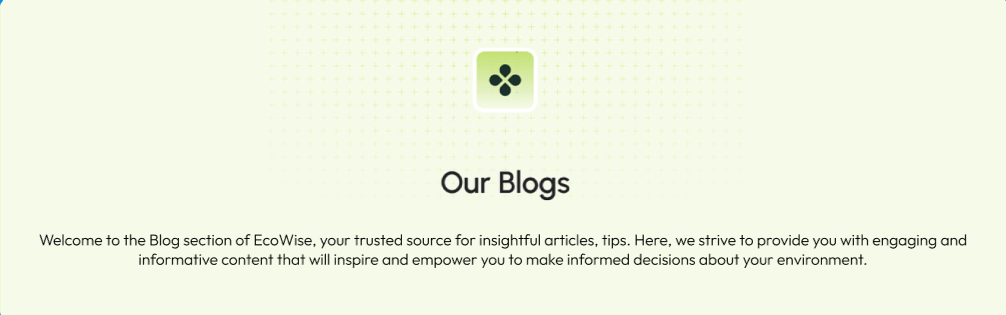 Our Blogs
Welcome to the Blog section of EcoWise, your trusted source for insightful articles, tips. Here, we strive to provide you with engaging and
informative content that will inspire and empower you to make informed decisions about your environment.